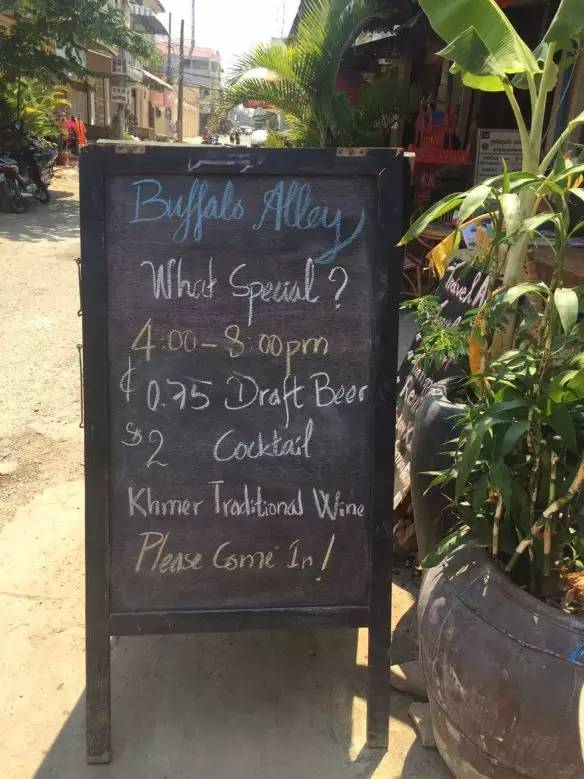 Buffalo Alley
What Special ?
4:00-8:00pm
¢ 0.75 Draft Beer
$2 Cocktail
Khmer Traditional Wine
Please Come In!
Travel A